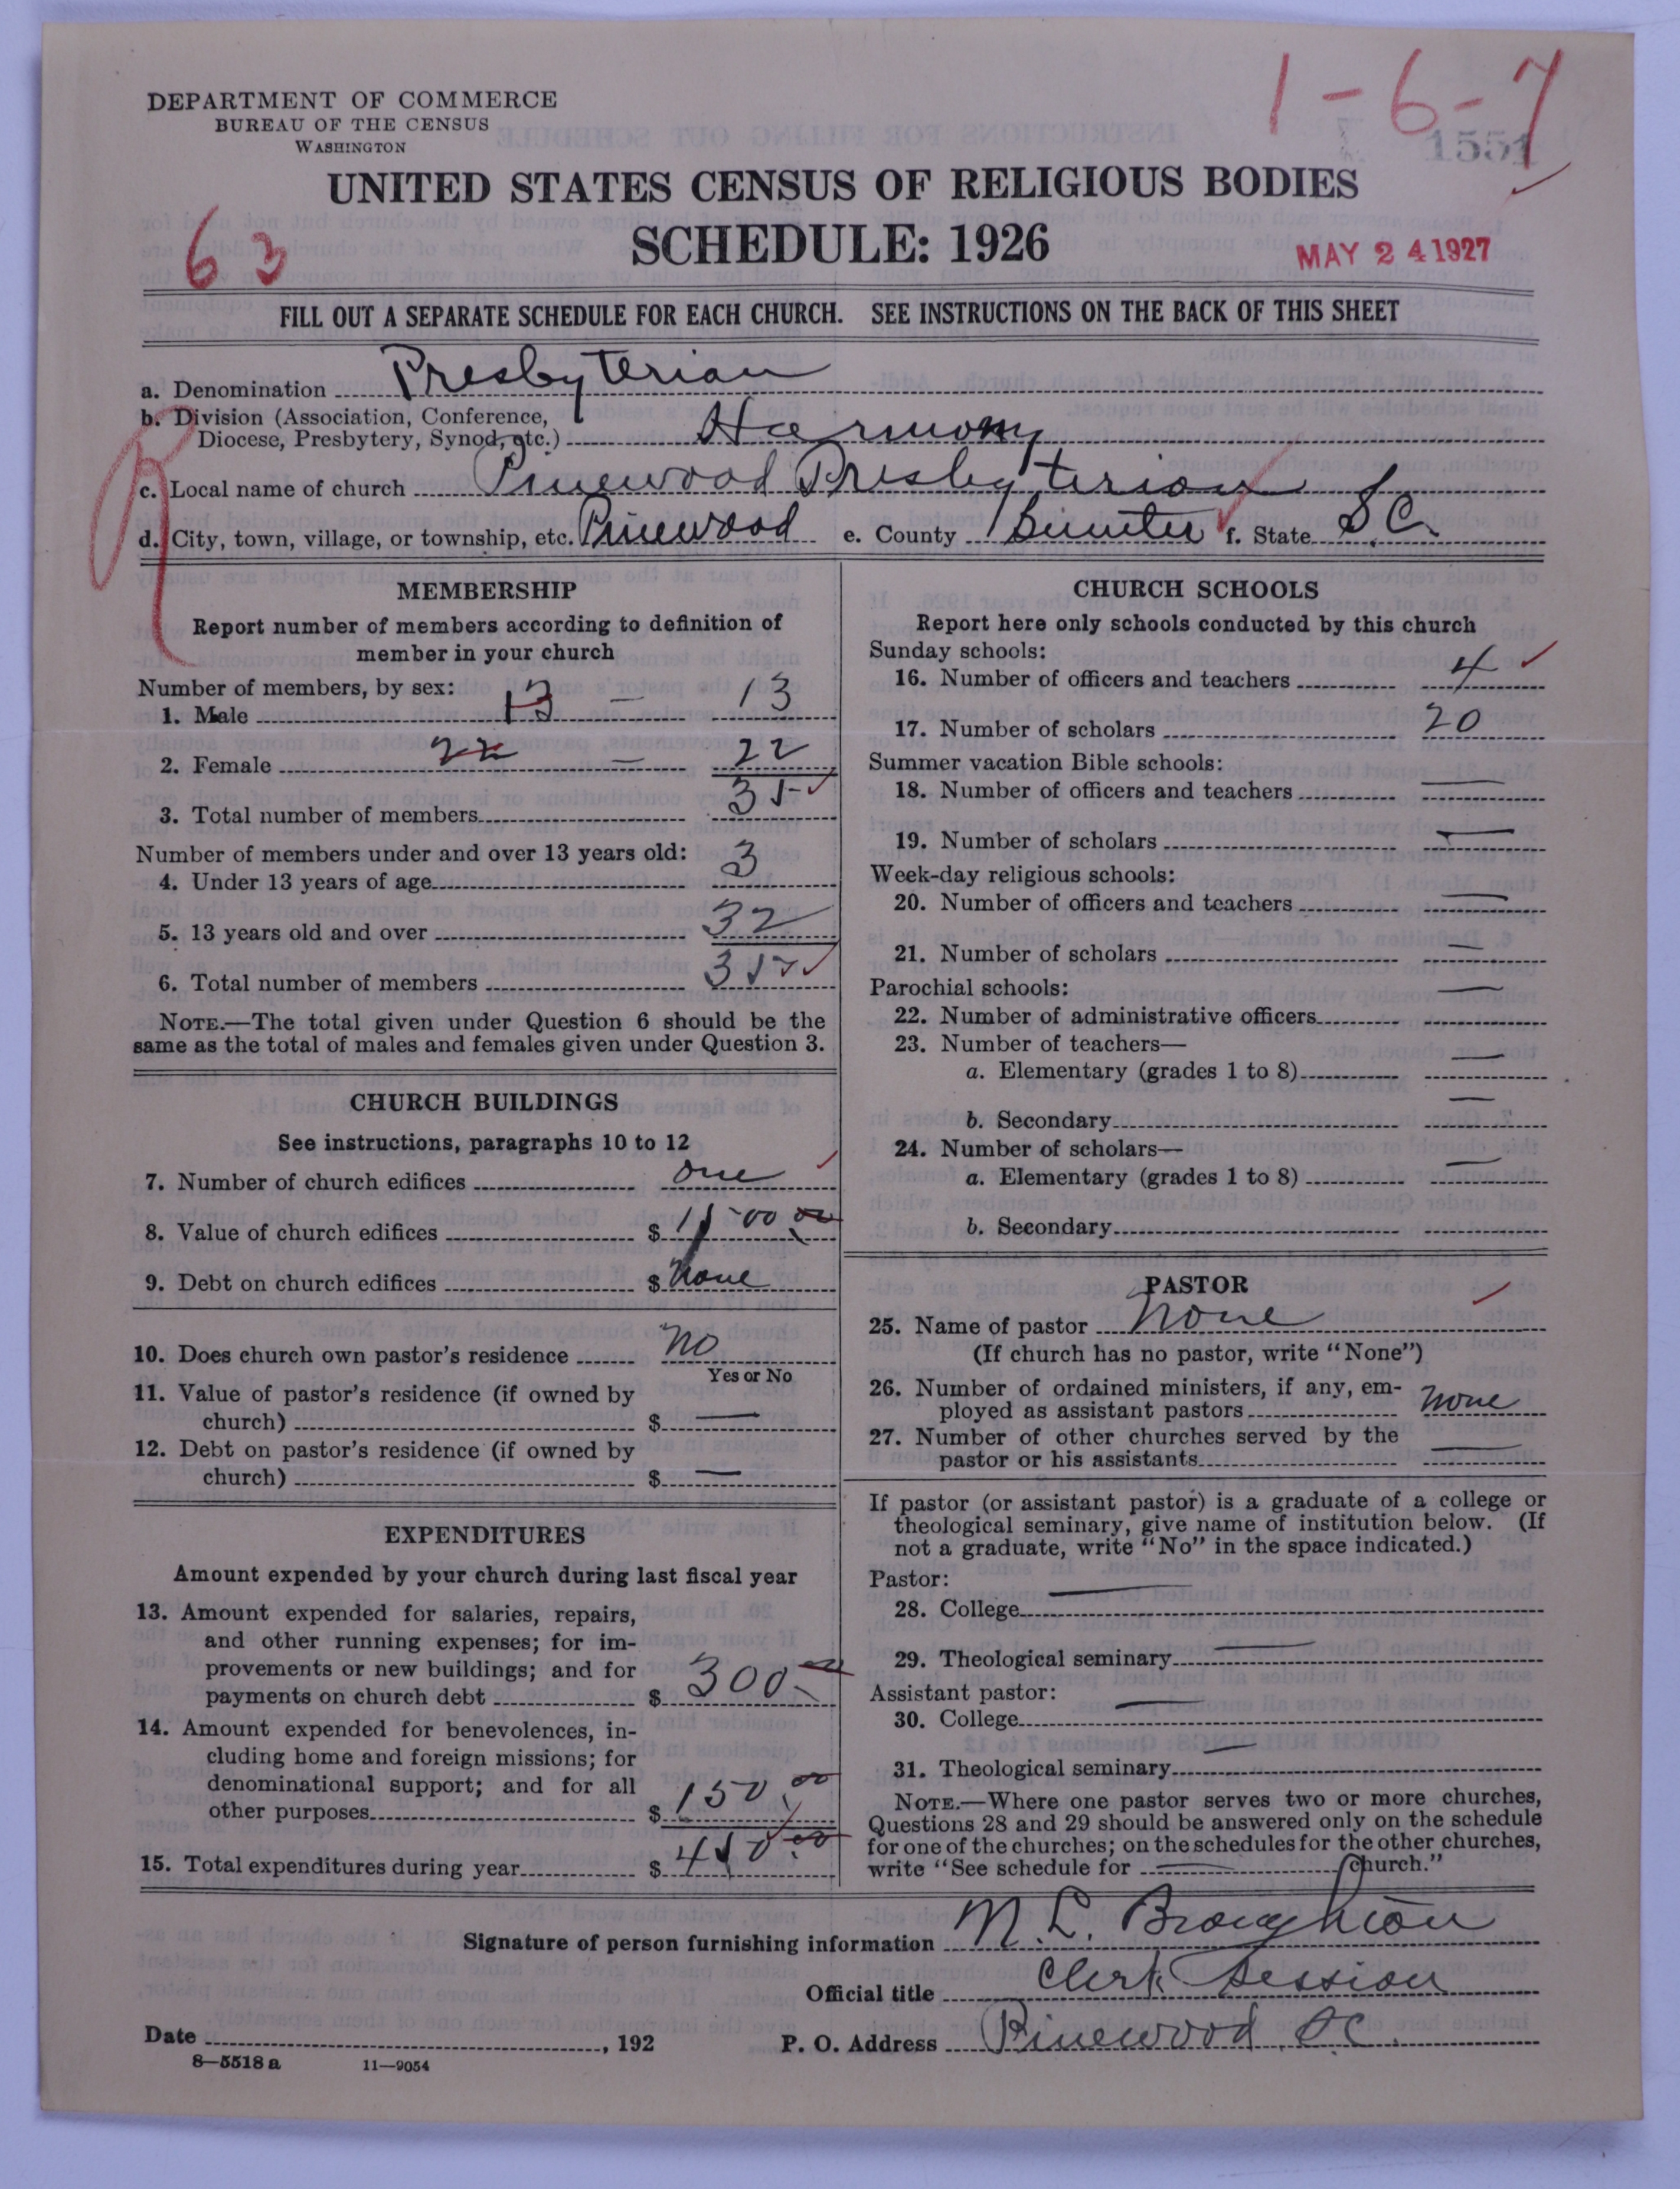 1-6-7
DEPARTMENT OF COMMERCE
BUREAU OF THE CENSUS
WASHINGTON
1551
UNITED STATES CENSUS OF RELIGIOUS BODIES
SCHEDULE: 1926
63
MAY 24 1927
FILL OUT A SEPARATE SCHEDULE FOR EACH CHURCH. SEE INSTRUCTIONS ON THE BACK OF THIS SHEET
a. Denomination Presbyterian
b. Division (Association, Conference,
Diocese, Presbytery, Synod, etc.) Harmony
c. Local name of church Pinewood Presbyterian
d. City, town, village, or township, etc. Pinewood e. County Sumter f. State S.C.
R
MEMBERSHIP
Report number of members according to definition of
member in your church
Number of members, by sex:
1. Male 13 – 13
2. Female 22 = 22
3. Total number of members 35
Number of members under and over 13 years old:
4. Under 13 years of age 3
5. 13 years old and over 32
6. Total number of members 35
NOTE.—The total given under Question 6 should be the
same as the total of males and females given under Question 3.
CHURCH BUILDINGS
See instructions, paragraphs 10 to 12
7. Number of church edifices one
8. Value of church edifices $ 1500 00
9. Debt on church edifices $ None
10. Does church own pastor's residence No
Yes or No
11. Value of pastor's residence (if owned by
church) $ —
12. Debt on pastor's residence (if owned by
church) $ —
EXPENDITURES
Amount expended by your church during last fiscal year
13. Amount expended for salaries, repairs,
and other running expenses; for im-
provements or new buildings; and for
payments on church debt $ 300.00
14. Amount expended for benevolences, in-
cluding home and foreign missions; for
denominational support; and for all
other purposes $ 150.00
15. Total expenditures during year $ 450.00
CHURCH SCHOOLS
Report here only schools conducted by this church
Sunday schools:
16. Number of officers and teachers 4
17. Number of scholars 20
Summer vacation Bible schools:
18. Number of officers and teachers —
19. Number of scholars —
Week-day religious schools:
20. Number of officers and teachers —
21. Number of scholars —
Parochial schools:
22. Number of administrative officers —
23. Number of teachers—
a. Elementary (grades 1 to 8) —
b. Secondary —
24. Number of scholars—
a. Elementary (grades 1 to 8) —
b. Secondary
PASTOR
25. Name of pastor None
(If church has no pastor, write "None")
26. Number of ordained ministers, if any, em-
ployed as assistant pastors None
27. Number of other churches served by the
pastor or his assistants —
If pastor (or assistant pastor) is a graduate of a college or
theological seminary, give name of institution below. (If
not a graduate, write "No" in the space indicated.)
Pastor:
28. College —
29. Theological seminary —
Assistant pastor:
30. College —
31. Theological seminary —
NOTE.—Where one pastor serves two or more churches,
Questions 28 and 29 should be answered only on the schedule
for one of the churches; on the schedules for the other churches,
write "See schedule for — church."
Signature of person furnishing information M. L. Broughton
Official title Clerk Session
Date , 192 P. O. Address Pinewood S.C.
8—5518 a 11—9054